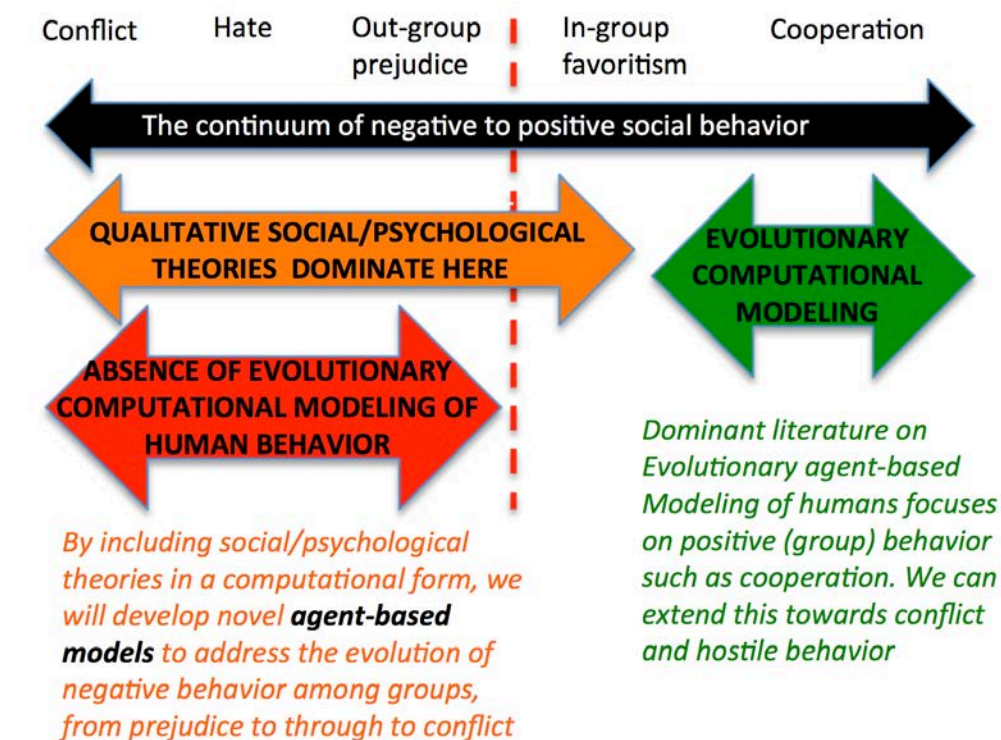 Conflict Hate Out-group prejudice In-group favoritism Cooperation
The continuum of negative to positive social behavior
QUALITATIVE SOCIAL/PSYCHOLOGICAL
THEORIES DOMINATE HERE
EVOLUTIONARY
COMPUTATIONAL
MODELING
ABSENCE OF EVOLUTIONARY
COMPUTATIONAL MODELING OF
HUMAN BEHAVIOR
By including social/psychological
theories in a computational form, we
will develop novel agent-based
models to address the evolution of
negative behavior among groups,
from prejudice to through to conflict
Dominant literature on
Evolutionary agent-based
Modeling of humans focuses
on positive (group) behavior
such as cooperation. We can
extend this towards conflict
and hostile behavior